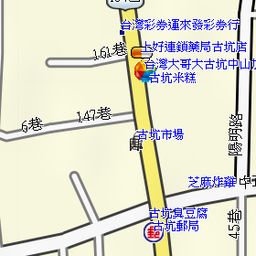 台灣彩券運來發彩券行
161巷
上好連鎖藥局古坑店
台灣大哥大古坑中山加
古坑米糕
147巷
6巷
古坑市場
陽明路
芝麻炸雞
古坑臭豆腐
古坑郵局
45巷